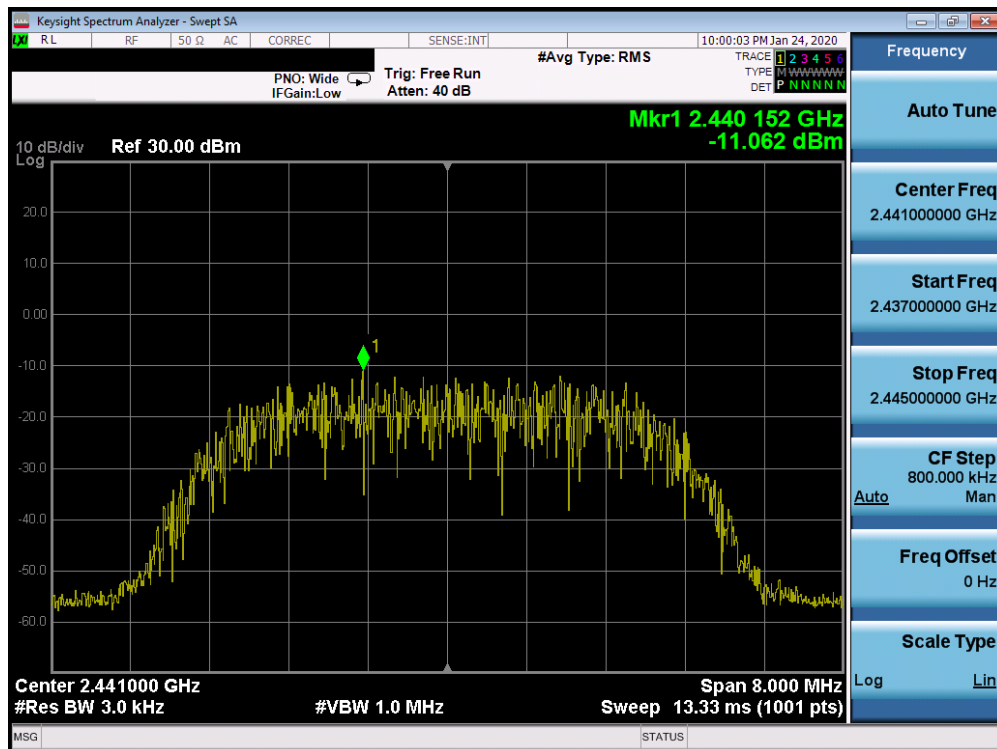 Keysight Spectrum Analyzer - Swept SA
LXI RL RF 50 Ω AC CORREC SENSE:INT 10:00:03 PM Jan 24, 2020
#Avg Type: RMS
TRACE 1 2 3 4 5 6
TYPE M W W W W W
DET P N N N N N
PNO: Wide
IFGain:Low
Trig: Free Run
Atten: 40 dB
Mkr1 2.440 152 GHz
-11.062 dBm
10 dB/div
Log
Ref 30.00 dBm
20.0
10.0
0.00
-10.0
-20.0
-30.0
-40.0
-50.0
-60.0
1
Center 2.441000 GHz
Span 8.000 MHz
#Res BW 3.0 kHz
#VBW 1.0 MHz
Sweep 13.33 ms (1001 pts)
MSG
STATUS
Frequency
Auto Tune
Center Freq
2.441000000 GHz
Start Freq
2.437000000 GHz
Stop Freq
2.445000000 GHz
CF Step
800.000 kHz
Auto Man
Freq Offset
0 Hz
Scale Type
Log Lin